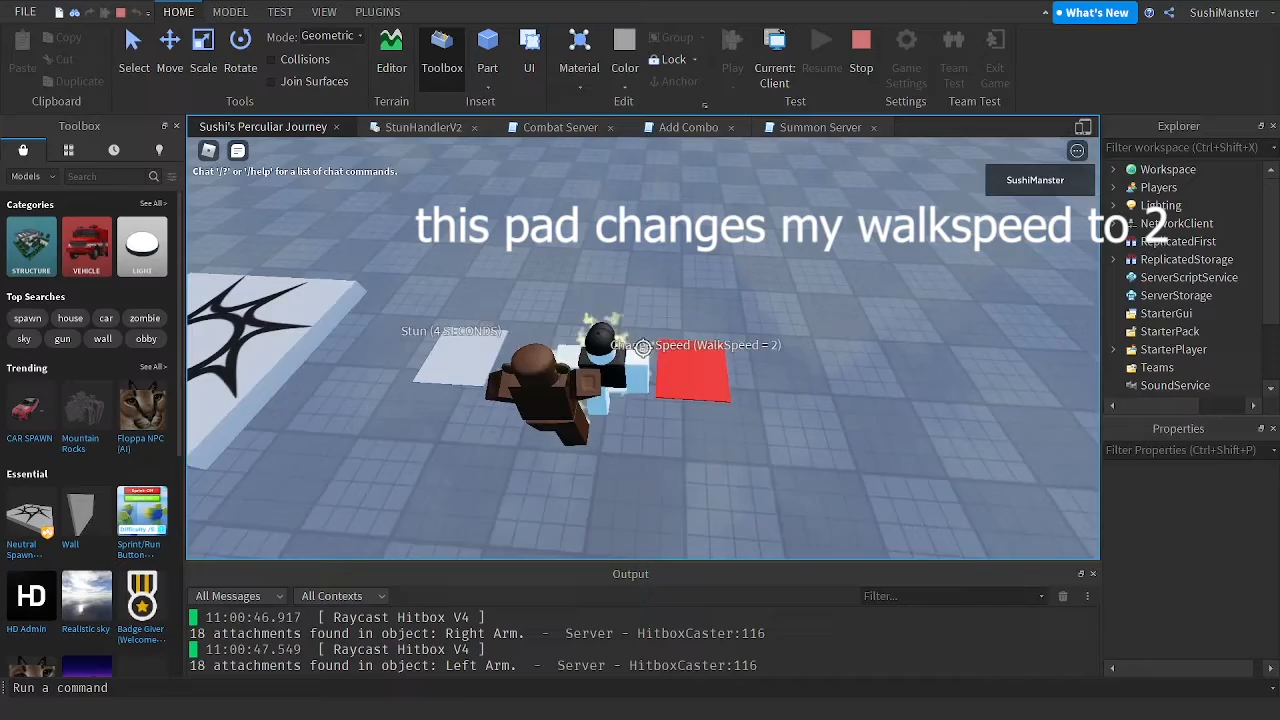 FILE HOME MODEL TEST VIEW PLUGINS What's New SushiManster
Copy Cut Duplicate Paste
Clipboard
Select Move Scale Rotate
Mode: Geometric
Collisions
Join Surfaces
Tools
Editor
Terrain
Toolbox Part UI
Insert
Material Color Group Lock Anchor
Edit
Play Current: Client Resume Stop
Test
Game Settings
Settings
Team Test Exit Game
Team Test
Toolbox
Models Search
Categories See All>
STRUCTURE VEHICLE LIGHT
Top Searches
spawn house car zombie
sky gun wall obby
Trending See All>
CAR SPAWN Mountain Rocks Floppa NPC (AI)
Essential
Neutral Spawn... Wall Sprint/Run Button...
HD
HD Admin Realistic sky Badge Giver (Welcome-
Sushi's Perculiar Journey StunHandlerV2 Combat Server Add Combo Summon Server
Chat '/?' or '/help' for a list of chat commands.
SushiManster
this pad changes my walkspeed to 2
Stun (4 SECONDS)
Change Speed (WalkSpeed = 2)
Output
All Messages All Contexts Filter...
11:00:46.917 [ Raycast Hitbox V4 ]
18 attachments found in object: Right Arm. - Server - HitboxCaster:116
11:00:47.549 [ Raycast Hitbox V4 ]
18 attachments found in object: Left Arm. - Server - HitboxCaster:116
Run a command
Explorer
Filter workspace (Ctrl+Shift+X)
Workspace
Players
Lighting
NetworkClient
ReplicatedFirst
ReplicatedStorage
ServerScriptService
ServerStorage
StarterGui
StarterPack
StarterPlayer
Teams
SoundService
Properties
Filter Properties (Ctrl+Shift+P)